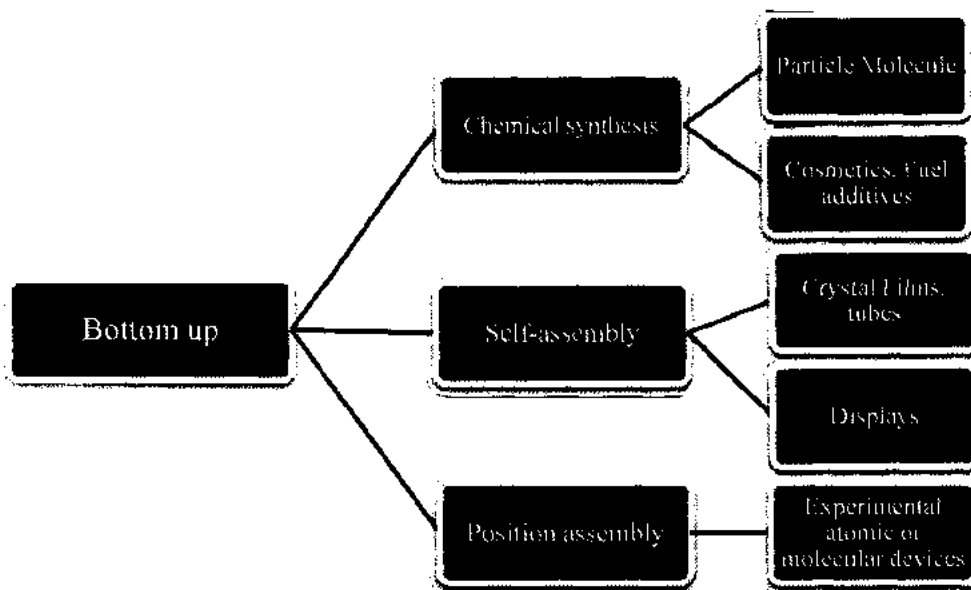 Bottom up
Chemical synthesis
Particle Molecule
Cosmetics. Fuel
additives
Self-assembly
Crystal Films,
tubes
Displays
Position assembly
Experimental
atomic or
molecular devices